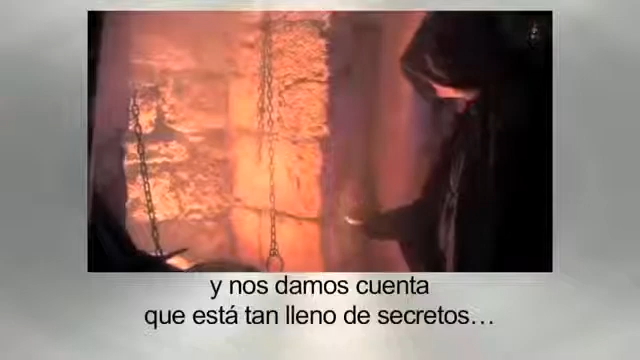 y nos damos cuenta
que está tan lleno de secretos...